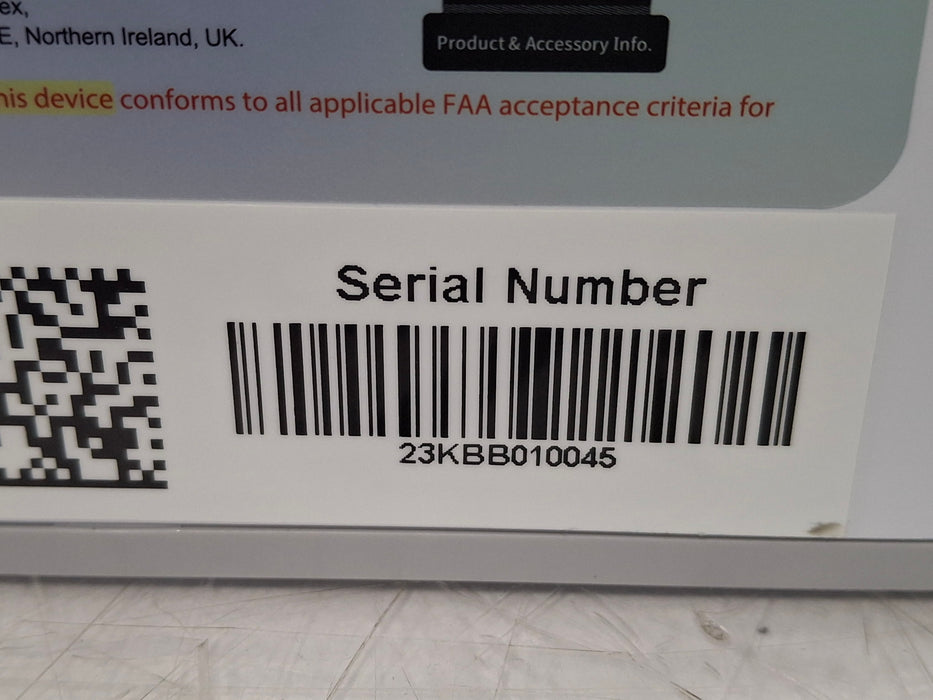 ex,
E, Northern Ireland, UK.
Product & Accessory Info.
his device conforms to all applicable FAA acceptance criteria for
Serial Number
23KBB010045